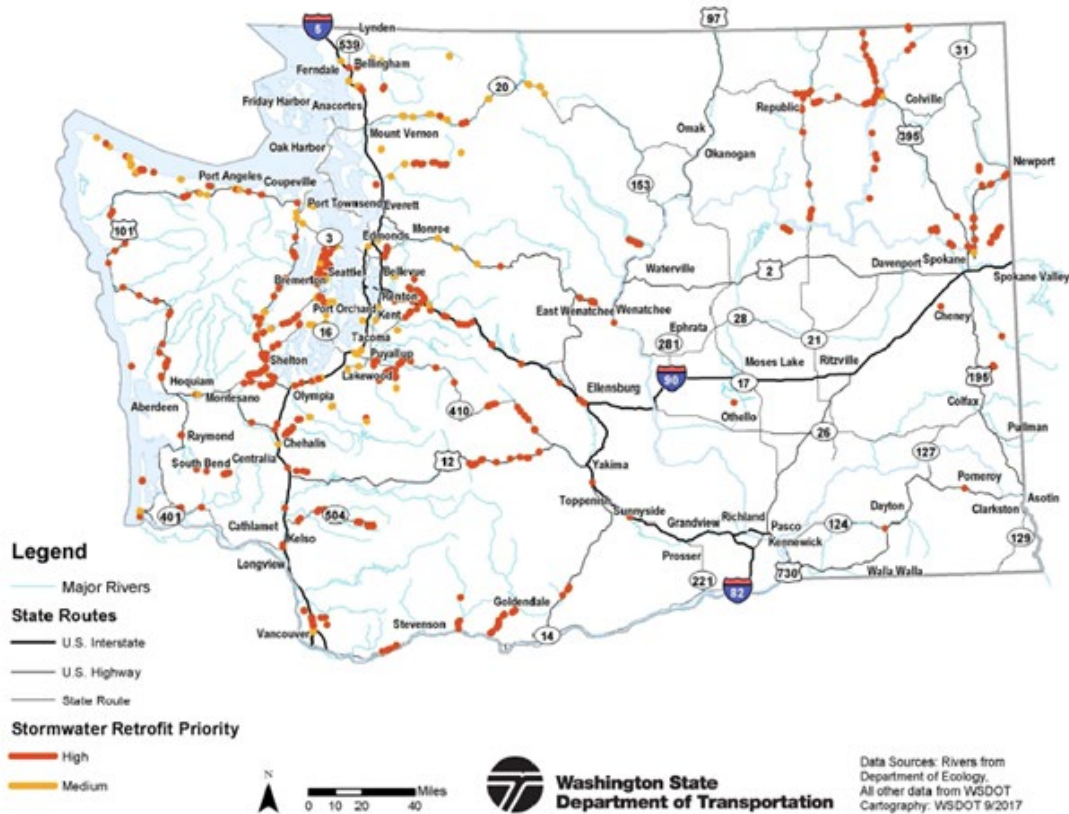 5
Lynden
97
539
Bellingham
Ferndale
31
20
Friday Harbor
Anacortes
Republic
Colville
Mount Vernon
Omak
395
Oak Harbor
Okanogan
Newport
Port Angeles
Coupeville
153
Port Townsend
Everett
101
Monroe
3
Edmonds
Seattle
Waterville
2
Davenport
Spokane
Bremerton
Bellevue
Spokane Valley
Renton
Port Orchard
Kent
East Wenatchee
Wenatchee
Cheney
16
Ephrata
28
Tacoma
281
21
Puyallup
Shelton
Moses Lake
Ritzville
Lakewood
90
17
195
Hoquiam
Ellensburg
Montesano
Olympia
Aberdeen
410
Othello
Colfax
Raymond
Chehalis
26
Pullman
South Bend
Centralia
12
Yakima
127
Pomeroy
Toppenish
Asotin
401
504
Sunnyside
Richland
Dayton
Clarkston
Cathlamet
Grandview
Pasco
124
Kelso
Kennewick
129
Longview
Prosser
221
730
Walla Walla
82
Goldendale
Stevenson
14
Vancouver
Legend
Major Rivers
State Routes
U.S. Interstate
U.S. Highway
State Route
Stormwater Retrofit Priority
High
Medium
N
Miles
0 10 20 40
Washington State
Department of Transportation
Data Sources: Rivers from
Department of Ecology,
All other data from WSDOT
Cartography: WSDOT 9/2017